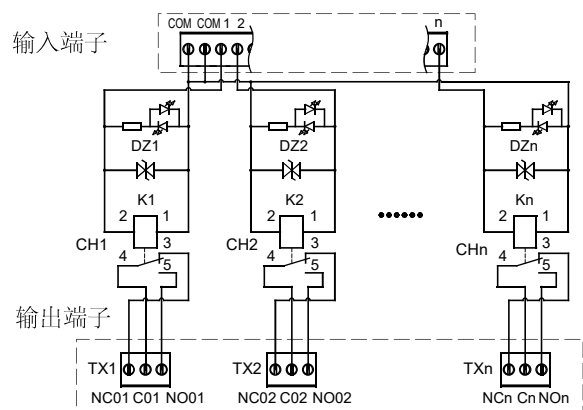 COM COM 1 2 n
输入端子
DZ1 DZ2 DZn
K1 K2 Kn
2 1 2 1 2 1
CH1 CH2 CHn
4 3 5 4 3 5 4 3 5
输出端子
TX1 TX2 TXn
NC01 C01 NO01 NC02 C02 NO02 NCn Cn NOn